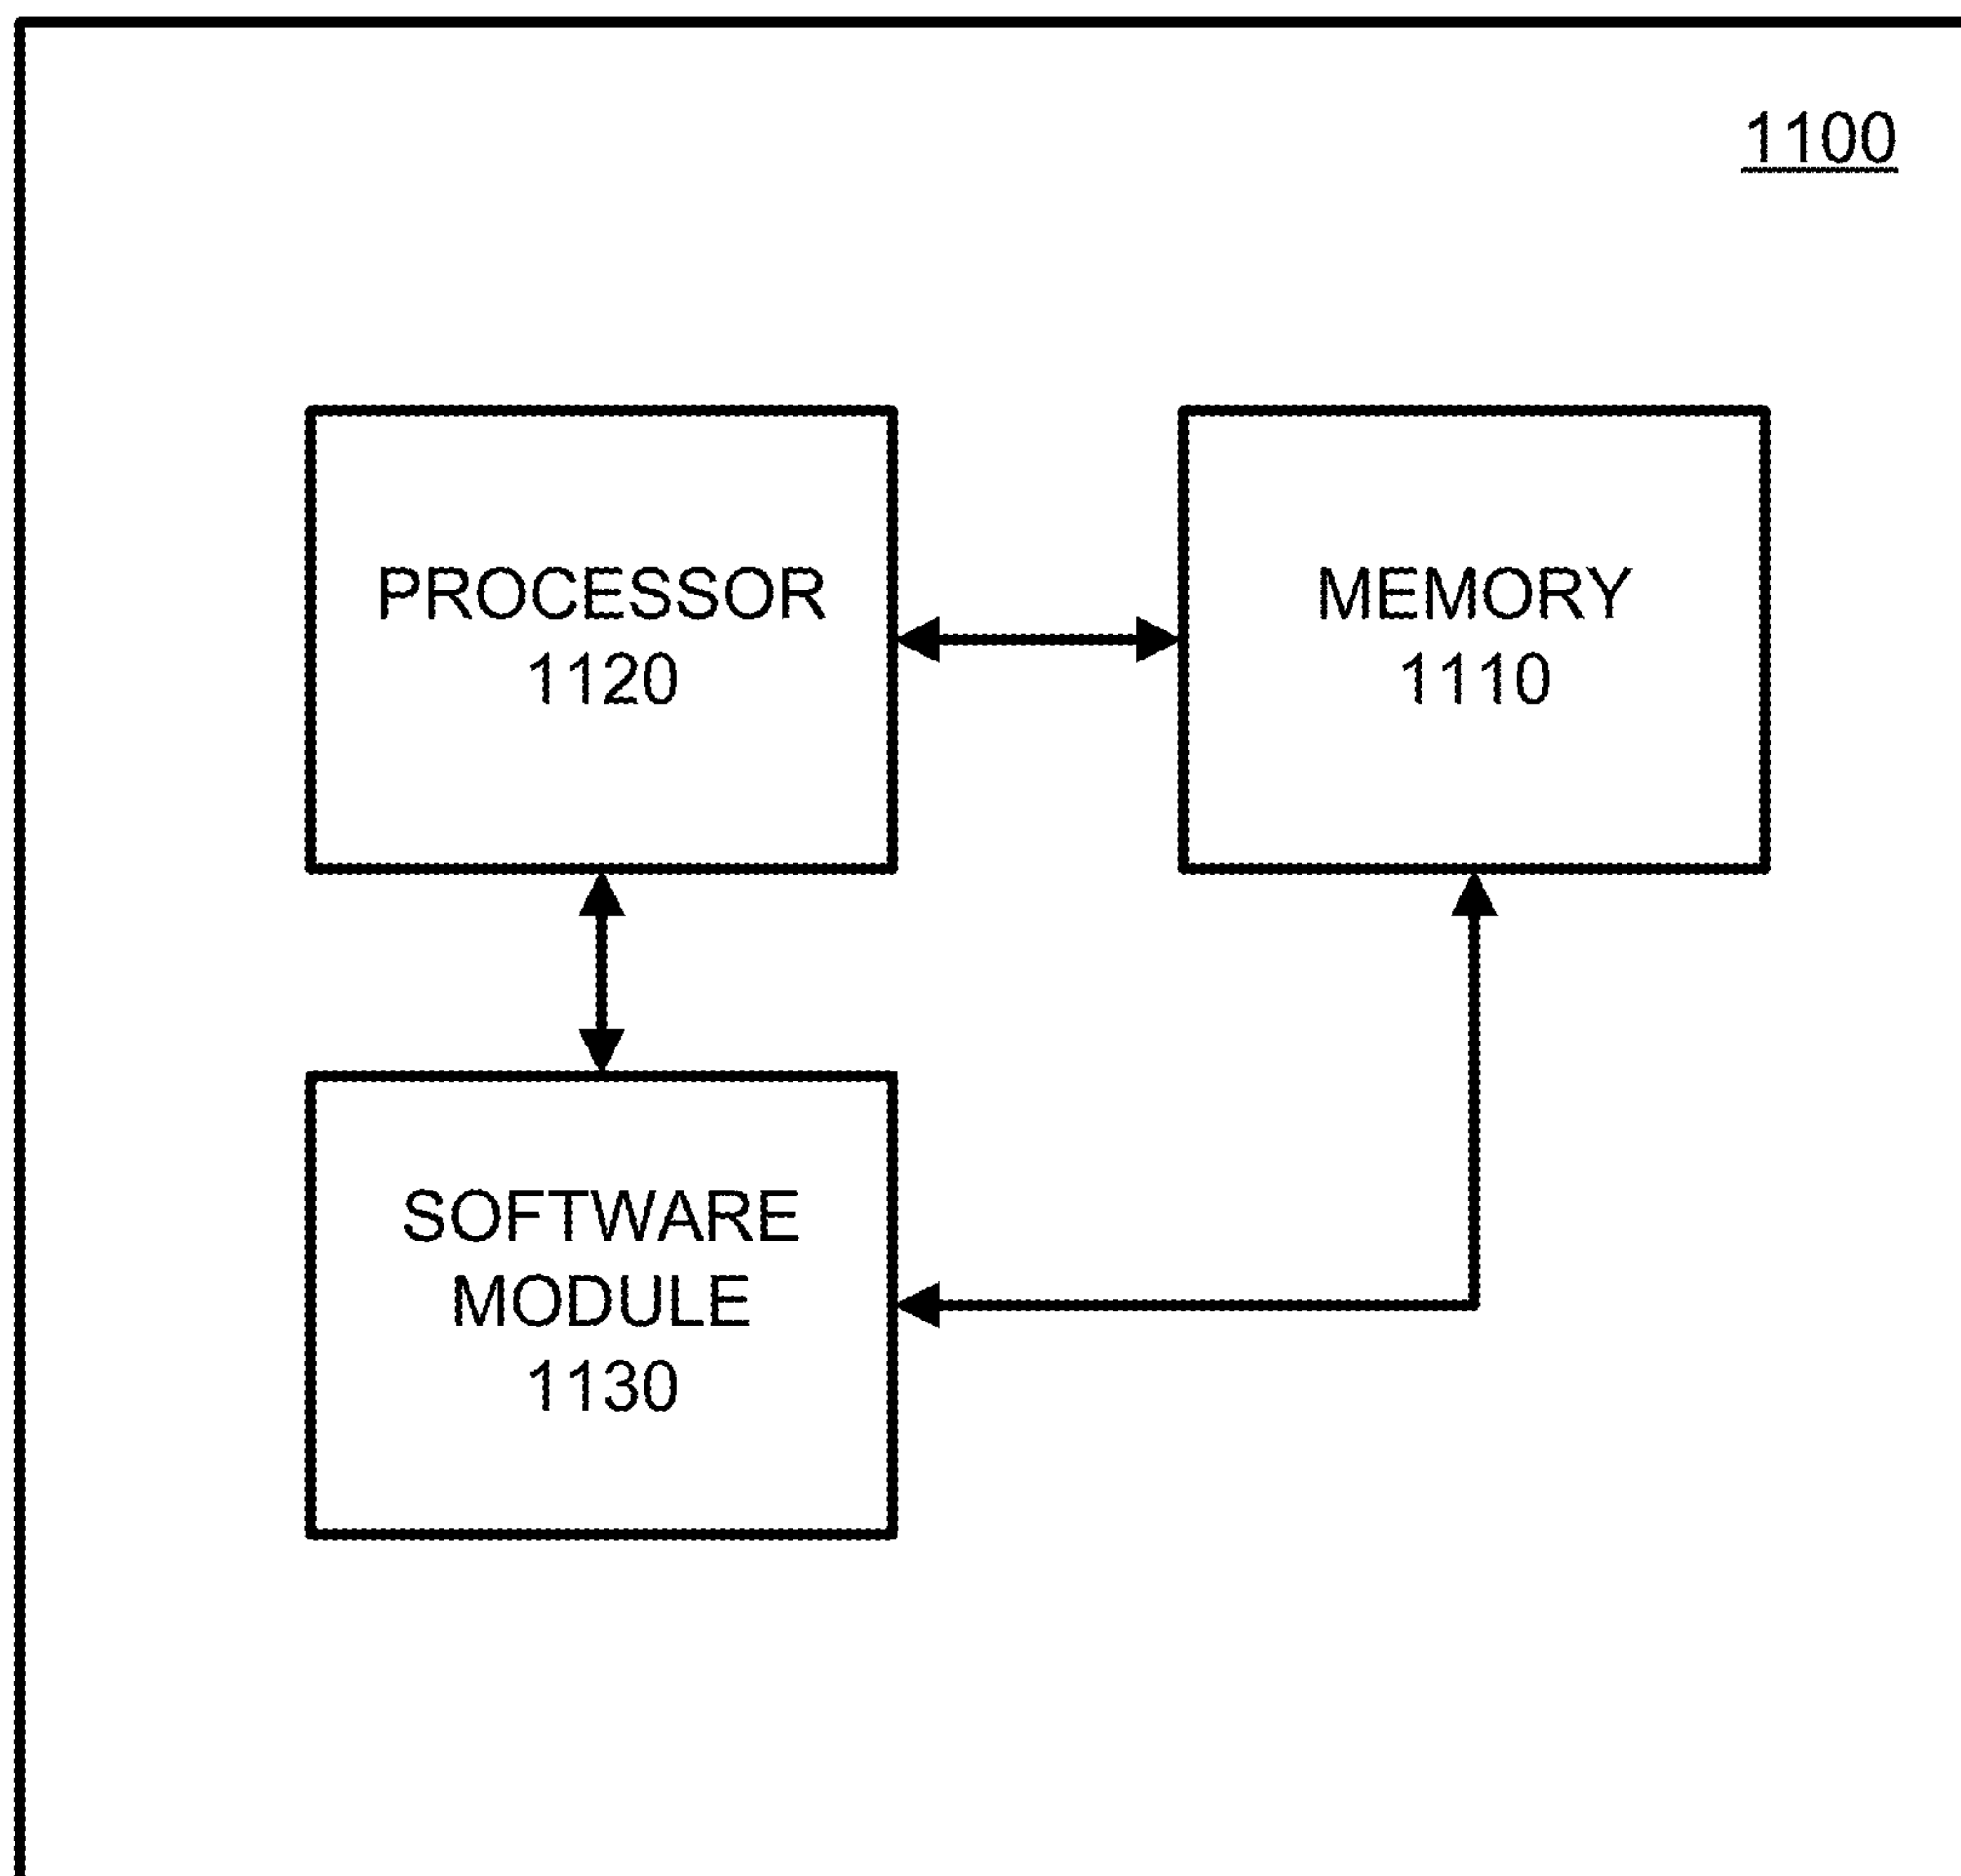 1100
PROCESSOR
1120
MEMORY
1110
SOFTWARE
MODULE
1130